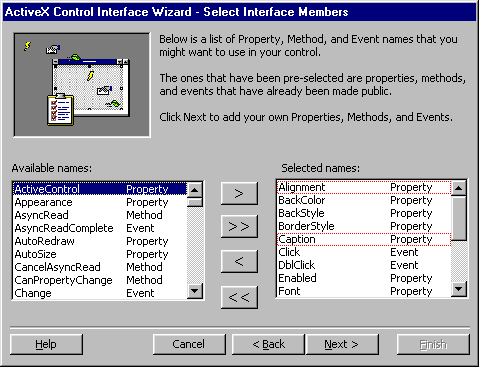 ActiveX Control Interface Wizard - Select Interface Members
Below is a list of Property, Method, and Event names that you
might want to use in your control.
The ones that have been pre-selected are properties, methods,
and events that have already been made public.
Click Next to add your own Properties, Methods, and Events.
Available names:
ActiveControl Property
Appearance Property
AsyncRead Method
AsyncReadComplete Event
AutoRedraw Property
AutoSize Property
CancelAsyncRead Method
CanPropertyChange Method
Change Event
>
>>
<
<<
Selected names:
Alignment Property
BackColor Property
BackStyle Property
BorderStyle Property
Caption Property
Click Event
DblClick Event
Enabled Property
Font Property
Help
Cancel
< Back
Next >
Finish